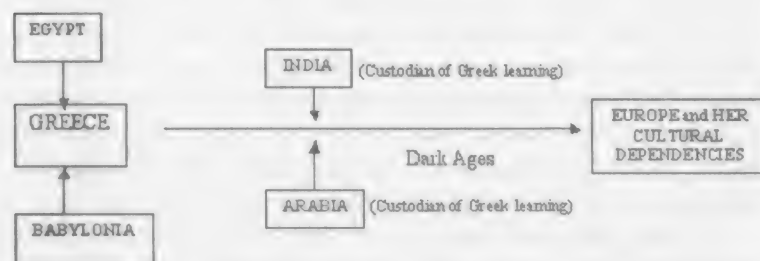 EGYPT
INDIA (Custodian of Greek learning)
GREECE
EUROPE and HER
CULTURAL
DEPENDENCIES
Dark Ages
ARABIA (Custodian of Greek learning)
BABYLONIA